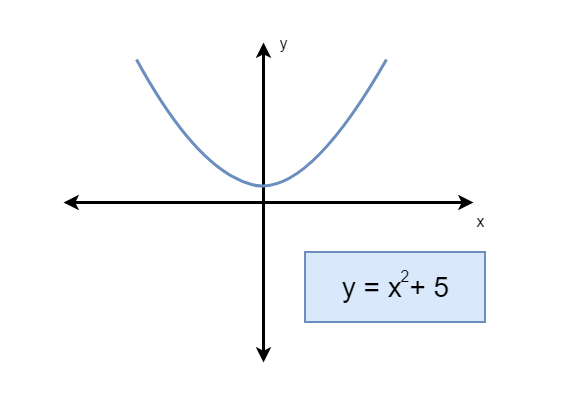 y
x
y = x²+ 5